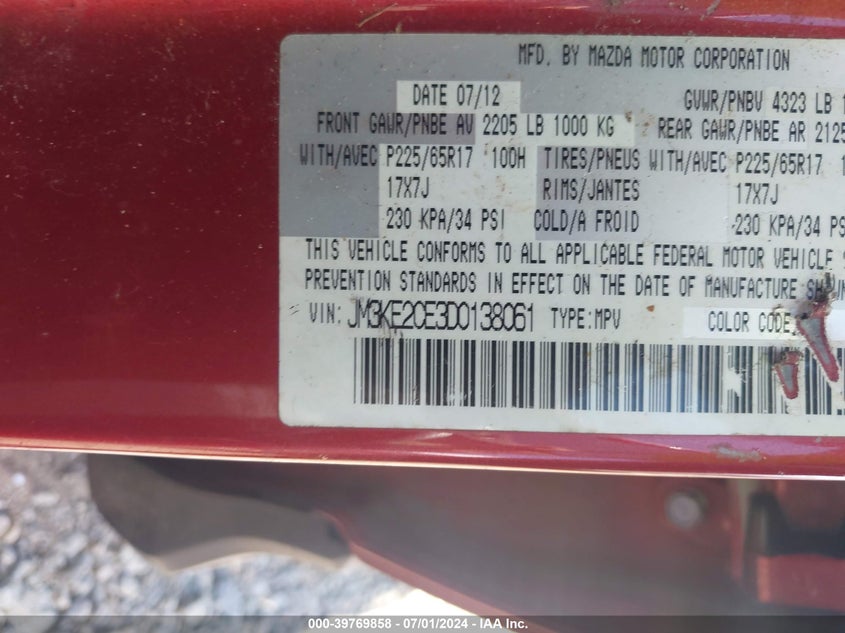 MFD. BY MAZDA MOTOR CORPORATION
DATE 07/12 GVWR/PNBV 4323 LB
FRONT GAWR/PNBE AV 2205 LB 1000 KG REAR GAWR/PNBE AR 2125
WITH/AVEC P225/65R17 100H TIRES/PNEUS WITH/AVEC P225/65R17
17X7J RIMS/JANTES 17X7J
230 KPA/34 PSI COLD/A FROID 230 KPA/34 PS
THIS VEHICLE CONFORMS TO ALL APPLICABLE FEDERAL MOTOR VEHICLE
PREVENTION STANDARDS IN EFFECT ON THE DATE OF MANUFACTURE
VIN: JM3KE2CE3D0138061 TYPE:MPV COLOR CODE:
000-39769858 - 07/01/2024 - IAAI.com.